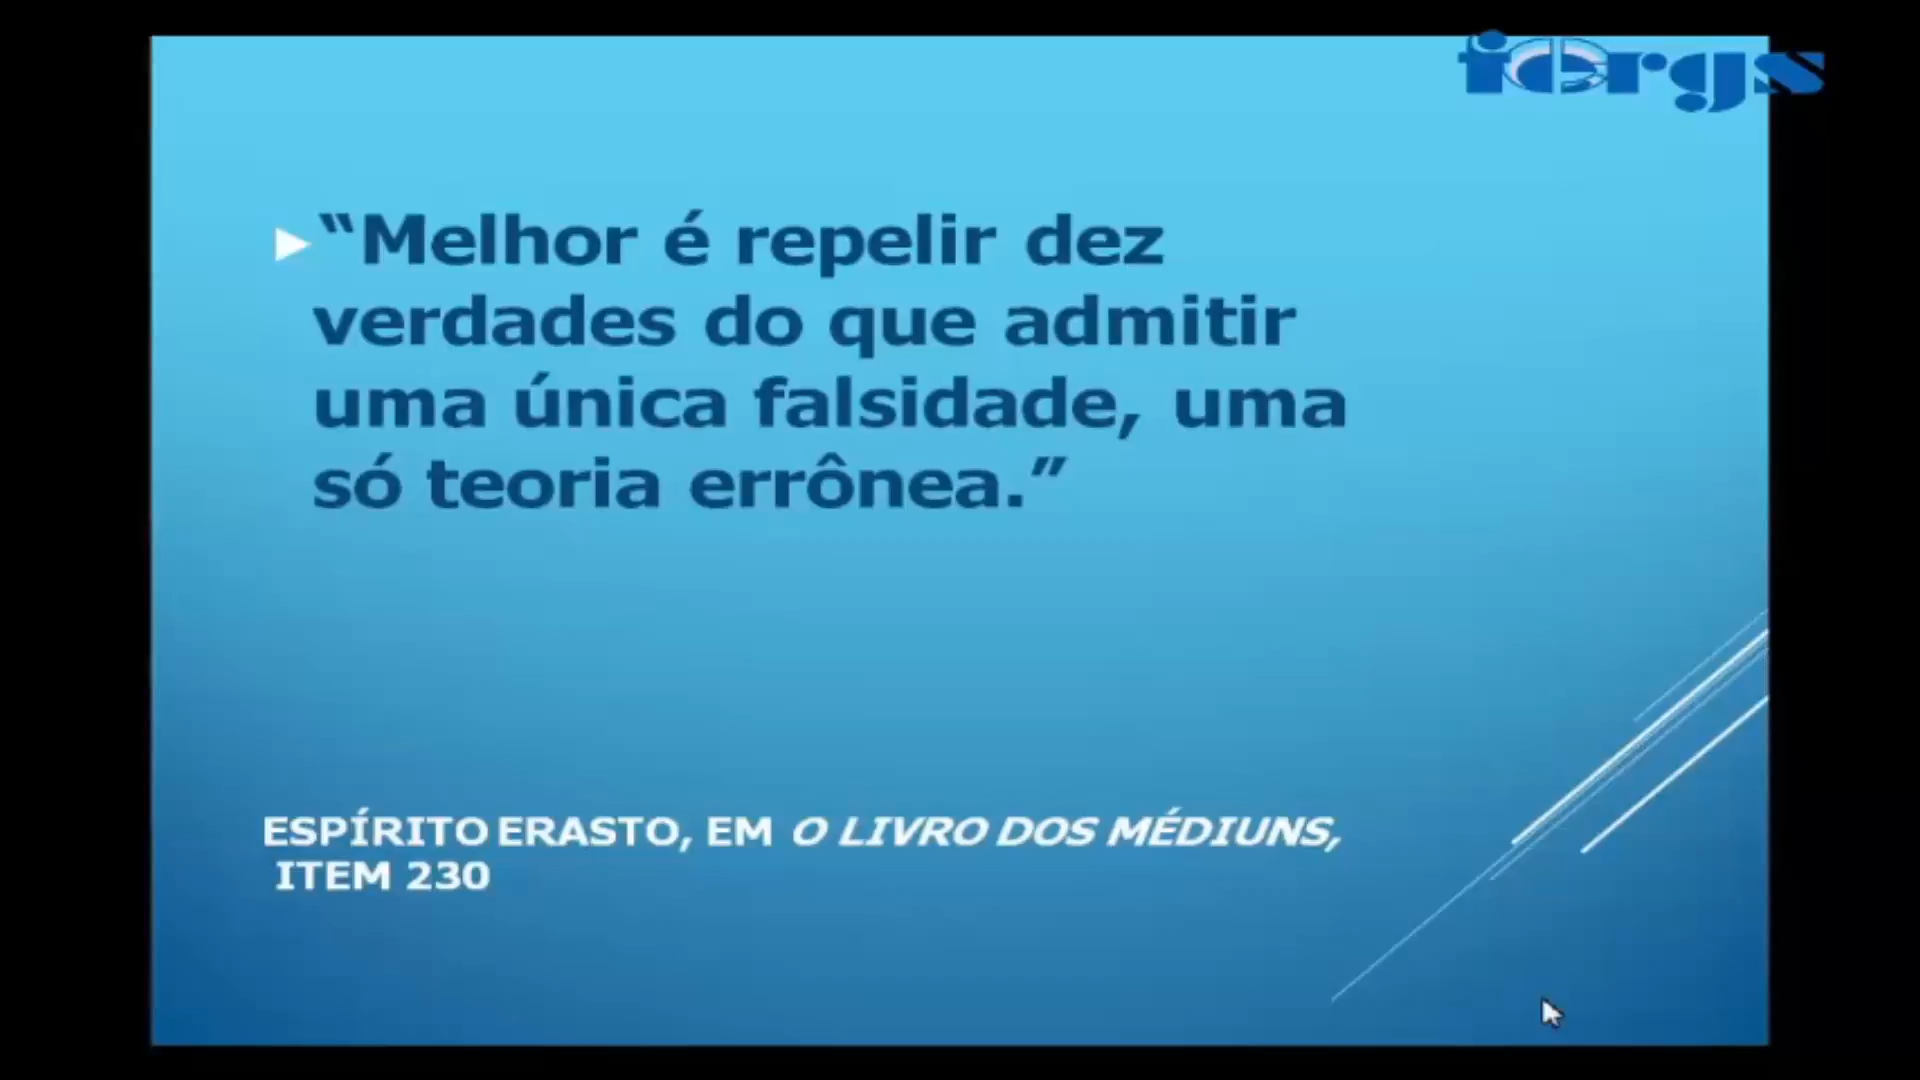 fergs
“Melhor é repelir dez
verdades do que admitir
uma única falsidade, uma
só teoria errônea.”
ESPÍRITO ERASTO, EM O LIVRO DOS MÉDIUNS,
ITEM 230